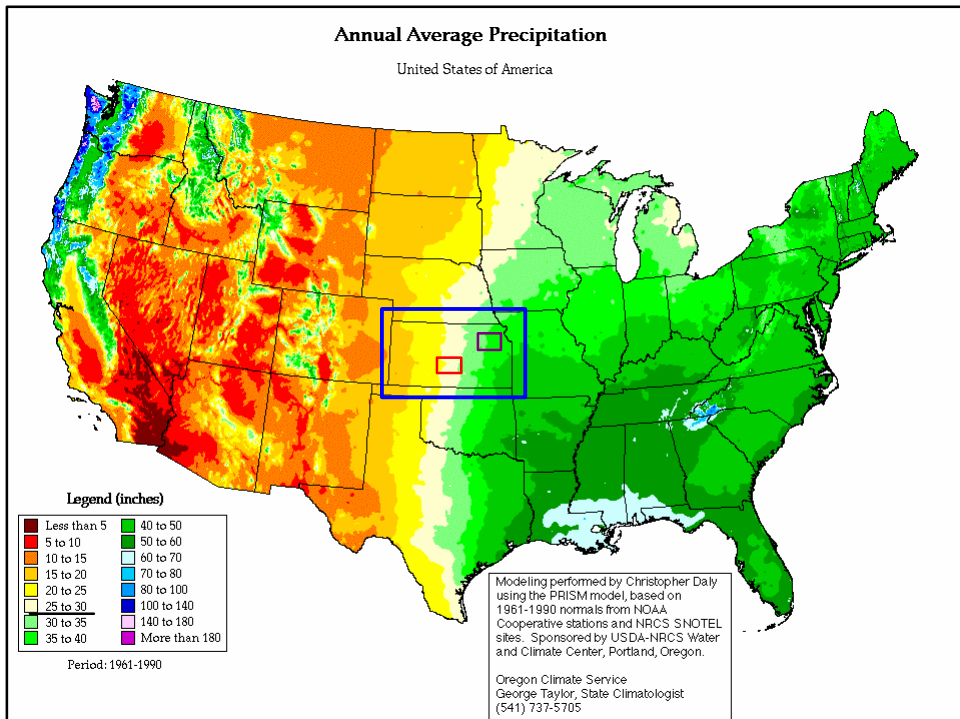 Annual Average Precipitation
United States of America
Legend (inches)
Less than 5
5 to 10
10 to 15
15 to 20
20 to 25
25 to 30
30 to 35
35 to 40
40 to 50
50 to 60
60 to 70
70 to 80
80 to 100
100 to 140
140 to 180
More than 180
Period: 1961-1990
Modeling performed by Christopher Daly
using the PRISM model, based on
1961-1990 normals from NOAA
Cooperative stations and NRCS SNOTEL
sites. Sponsored by USDA-NRCS Water
and Climate Center, Portland, Oregon.
Oregon Climate Service
George Taylor, State Climatologist
(541) 737-5705